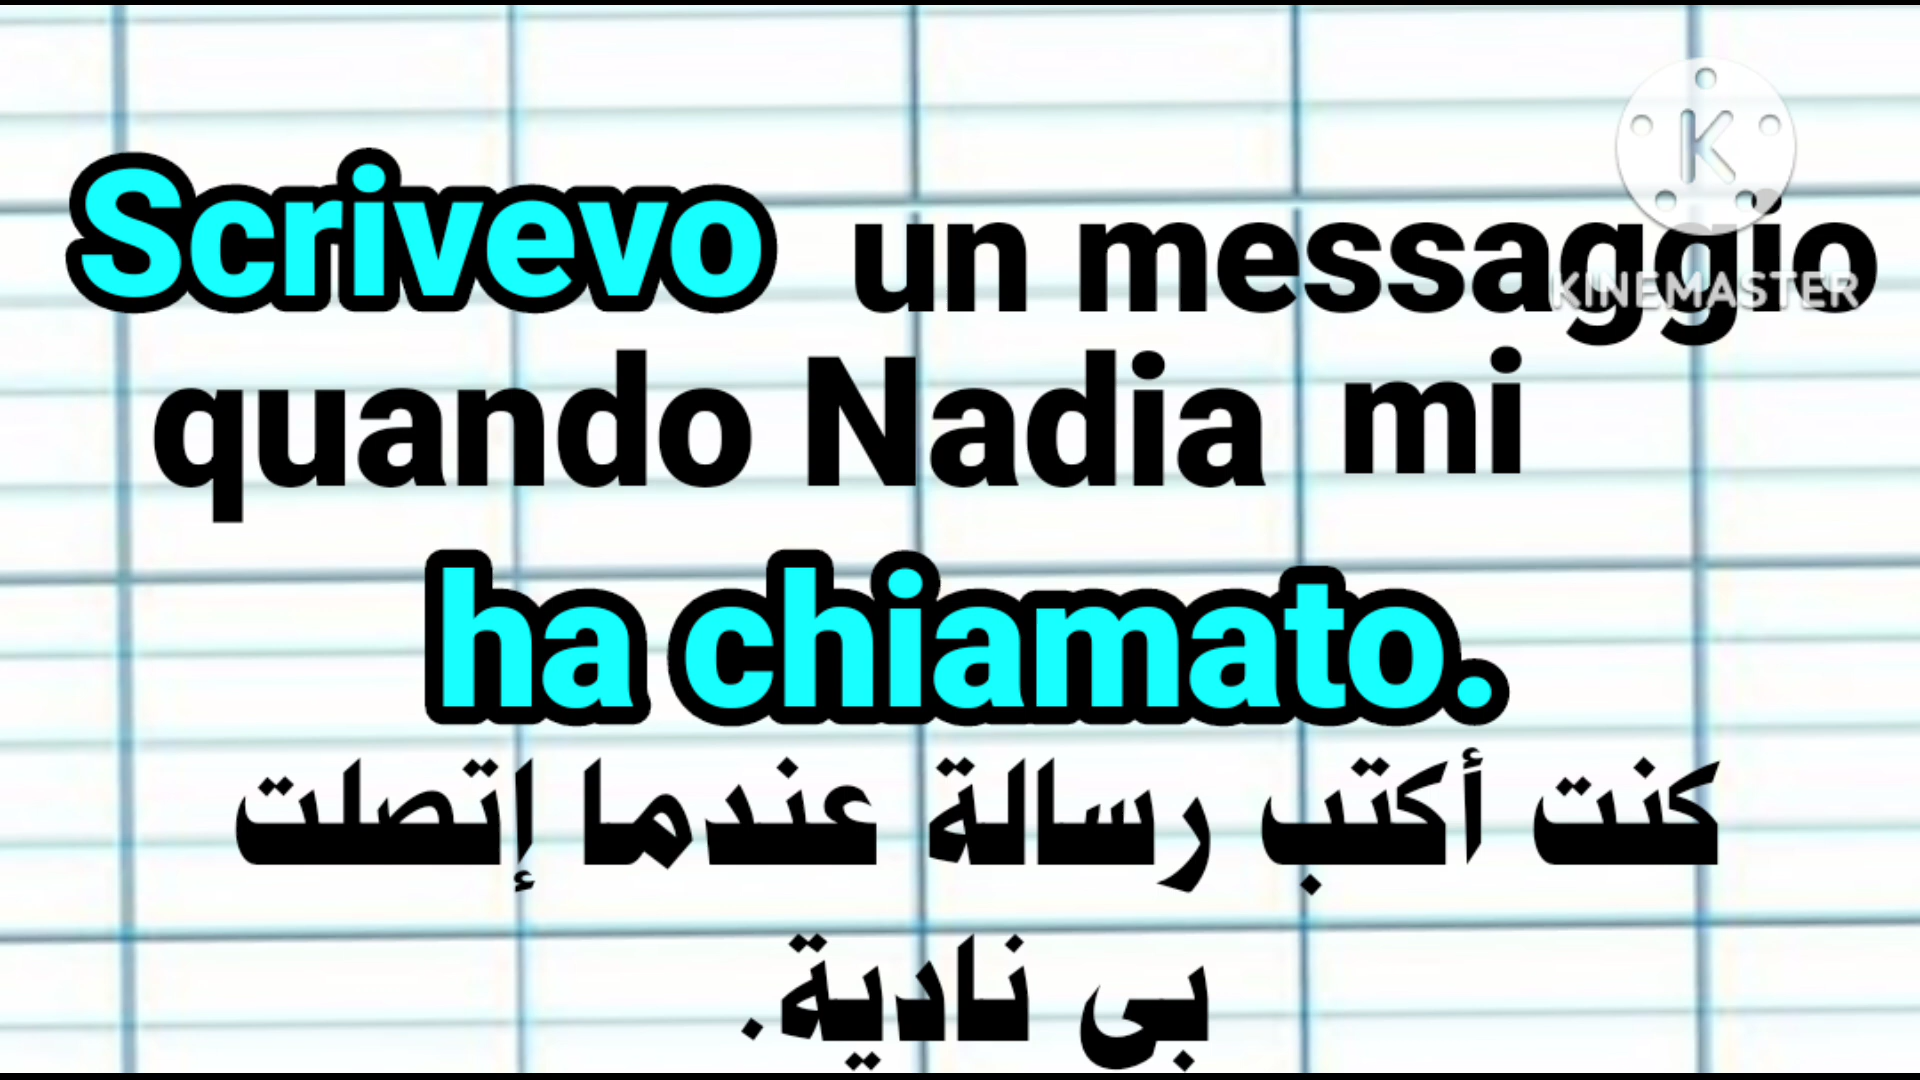 Scrivevo un messaggio
quando Nadia mi
ha chiamato.
كنت أكتب رسالة عندما إتصلت
بى نادية.
K
KINEMASTER